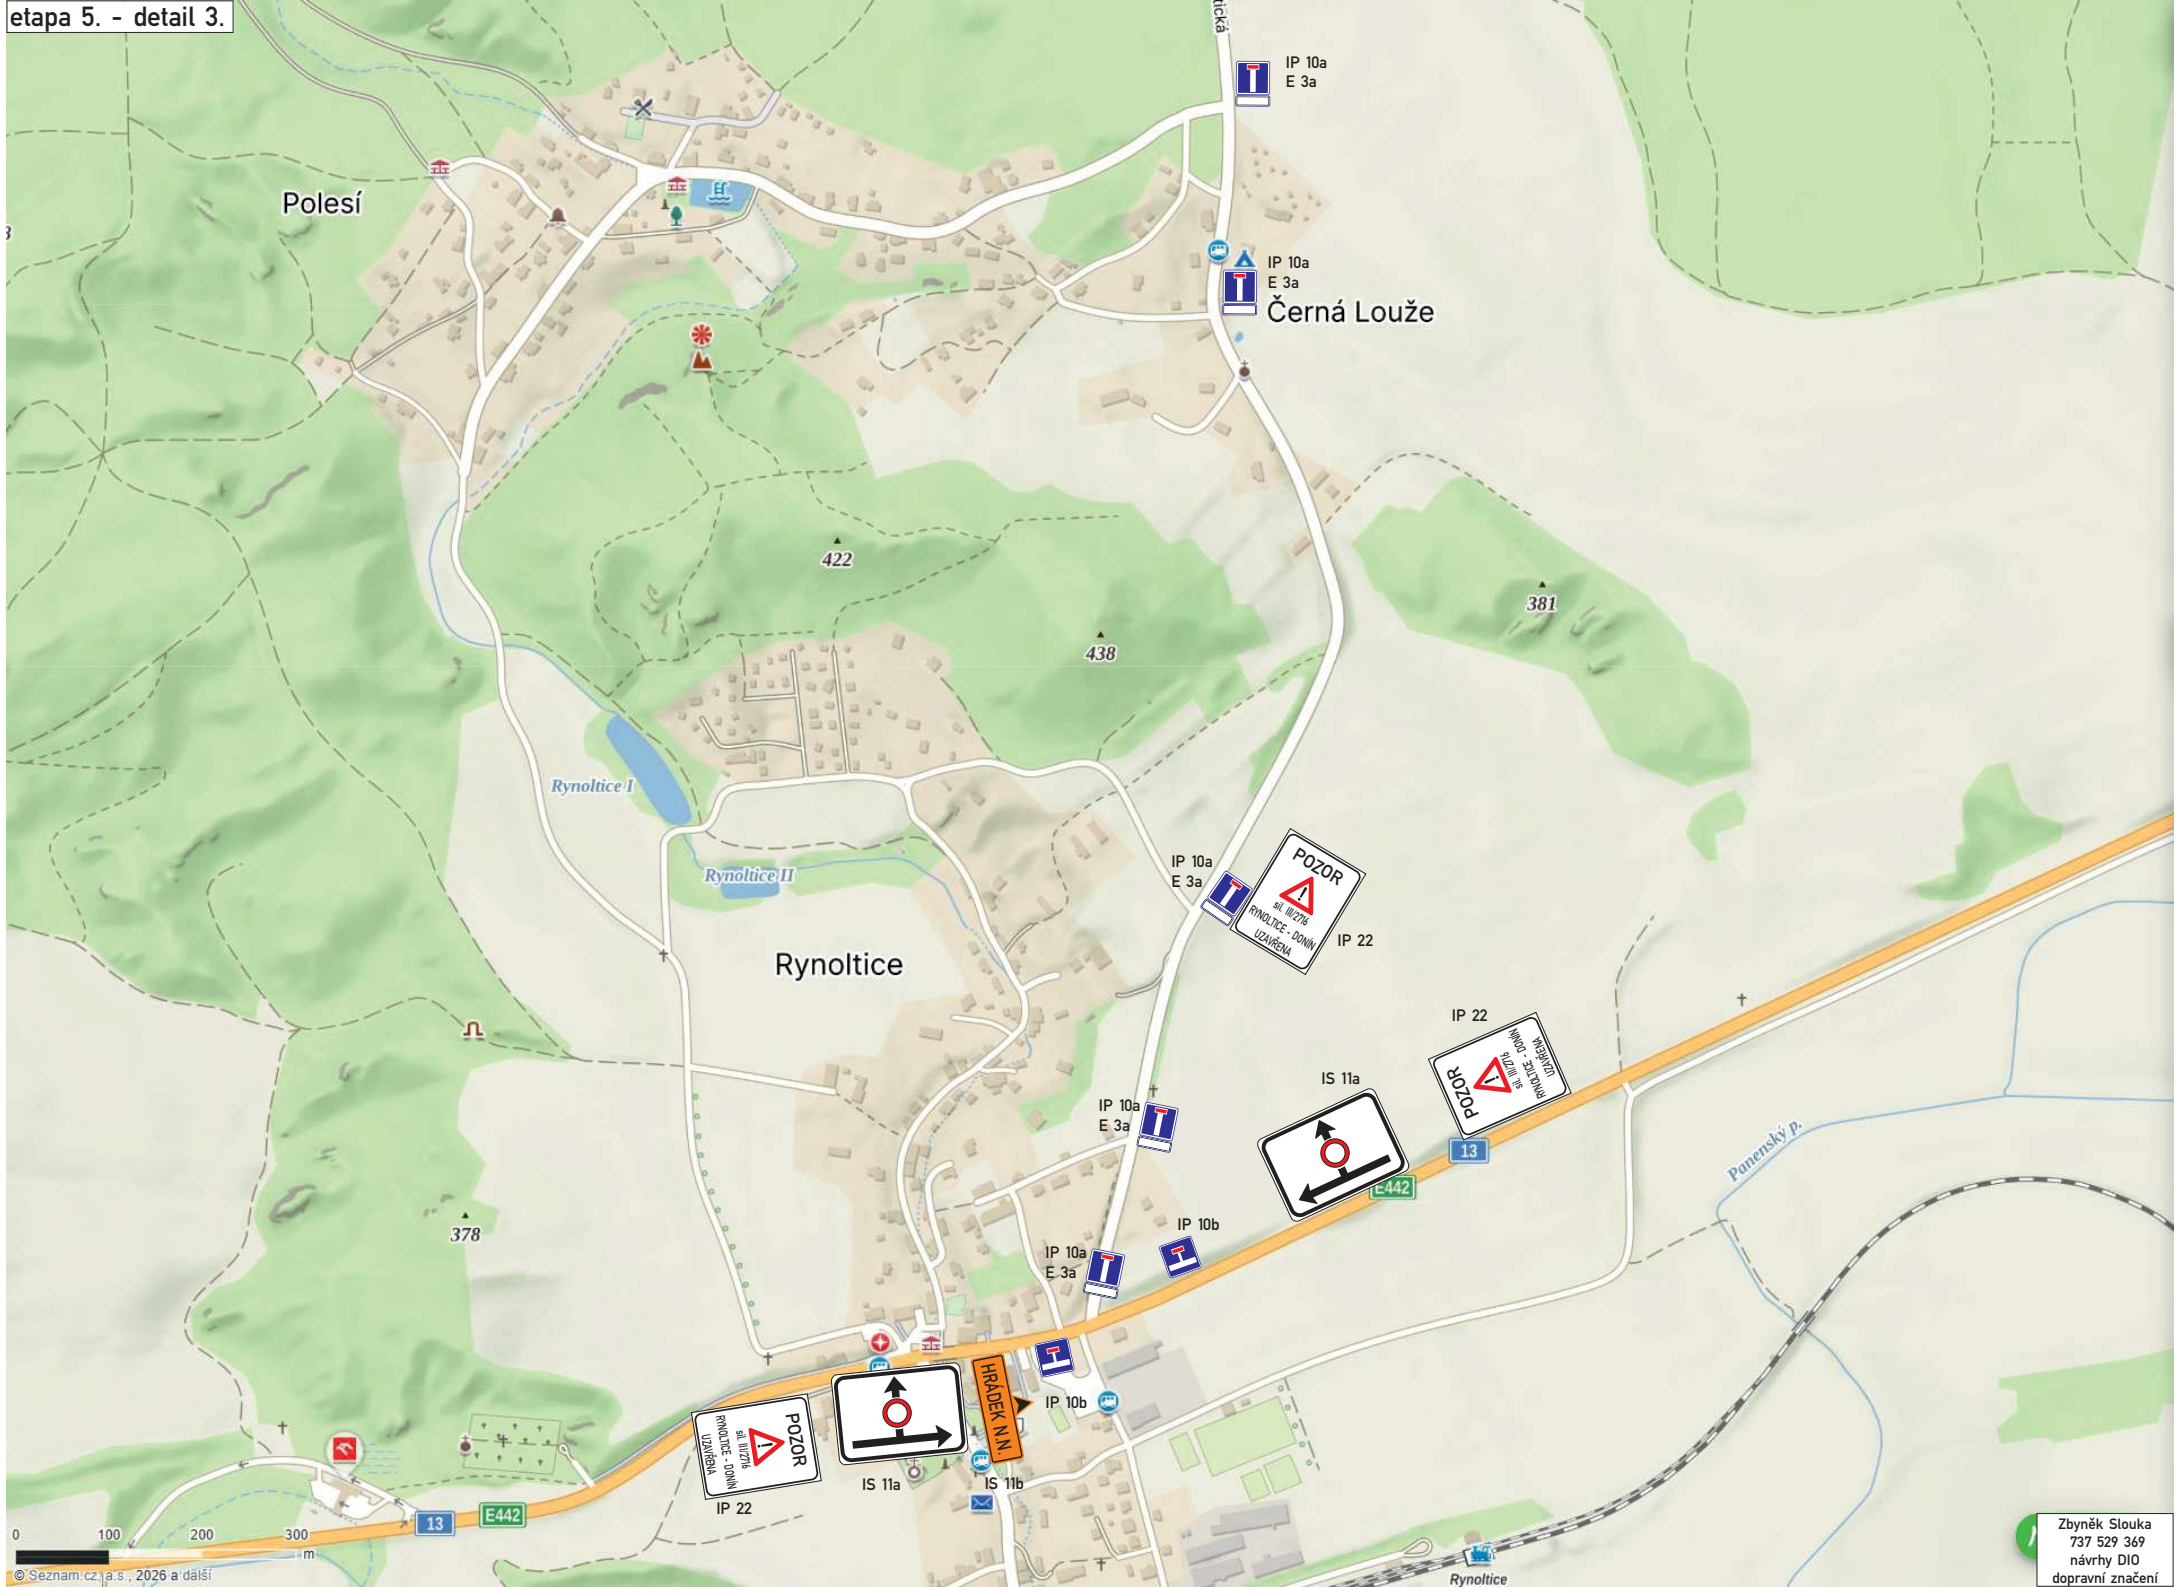 etapa 5. - detail 3.
tická
IP 10a
E 3a
Polesí
IP 10a
E 3a
Černá Louže
422
381
438
Rynoltice I
Rynoltice II
IP 10a
E 3a
POZOR
!
sil. III/2716
RYNOLTICE - DONÍN
UZAVŘENA
IP 22
Rynoltice
IP 22
POZOR
!
sil. III/2716
RYNOLTICE - DONÍN
UZAVŘENA
IS 11a
IP 10a
E 3a
13
E442
Panenský p.
378
IP 10b
IP 10a
E 3a
HRÁDEK N.N.
IP 10b
POZOR
!
sil. III/2716
RYNOLTICE - DONÍN
UZAVŘENA
IP 22
IS 11a
IS 11b
13
E442
0 100 200 300
m
© Seznam.cz, a.s., 2026 a další
Rynoltice
Zbyněk Slouka
737 529 369
návrhy DIO
dopravní značení